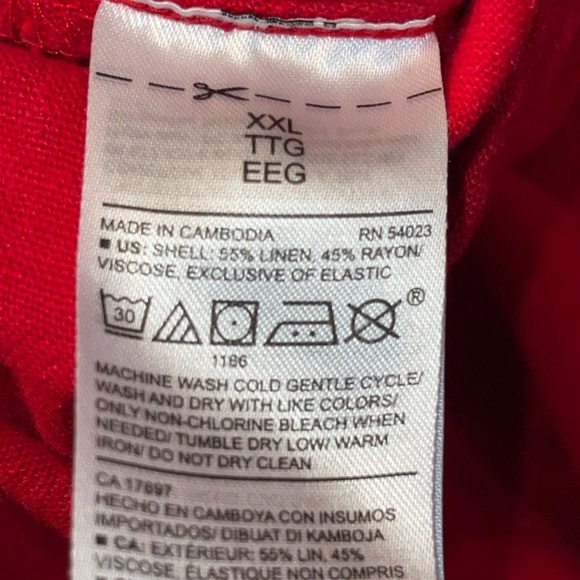 XXL
TTG
EEG
MADE IN CAMBODIA RN 54023
■ US: SHELL: 55% LINEN, 45% RAYON/
VISCOSE, EXCLUSIVE OF ELASTIC
30
®
1166
MACHINE WASH COLD GENTLE CYCLE/
WASH AND DRY WITH LIKE COLORS/
ONLY NON-CHLORINE BLEACH WHEN
NEEDED/ TUMBLE DRY LOW/ WARM
IRON/ DO NOT DRY CLEAN
CA 17897
HECHO EN CAMBOYA CON INSUMOS
IMPORTADOS/ DIBUAT DI KAMBOJA
■ CA: EXTÉRIEUR: 55% LIN, 45%
VISCOSE, ÉLASTIQUE NON COMPRIS